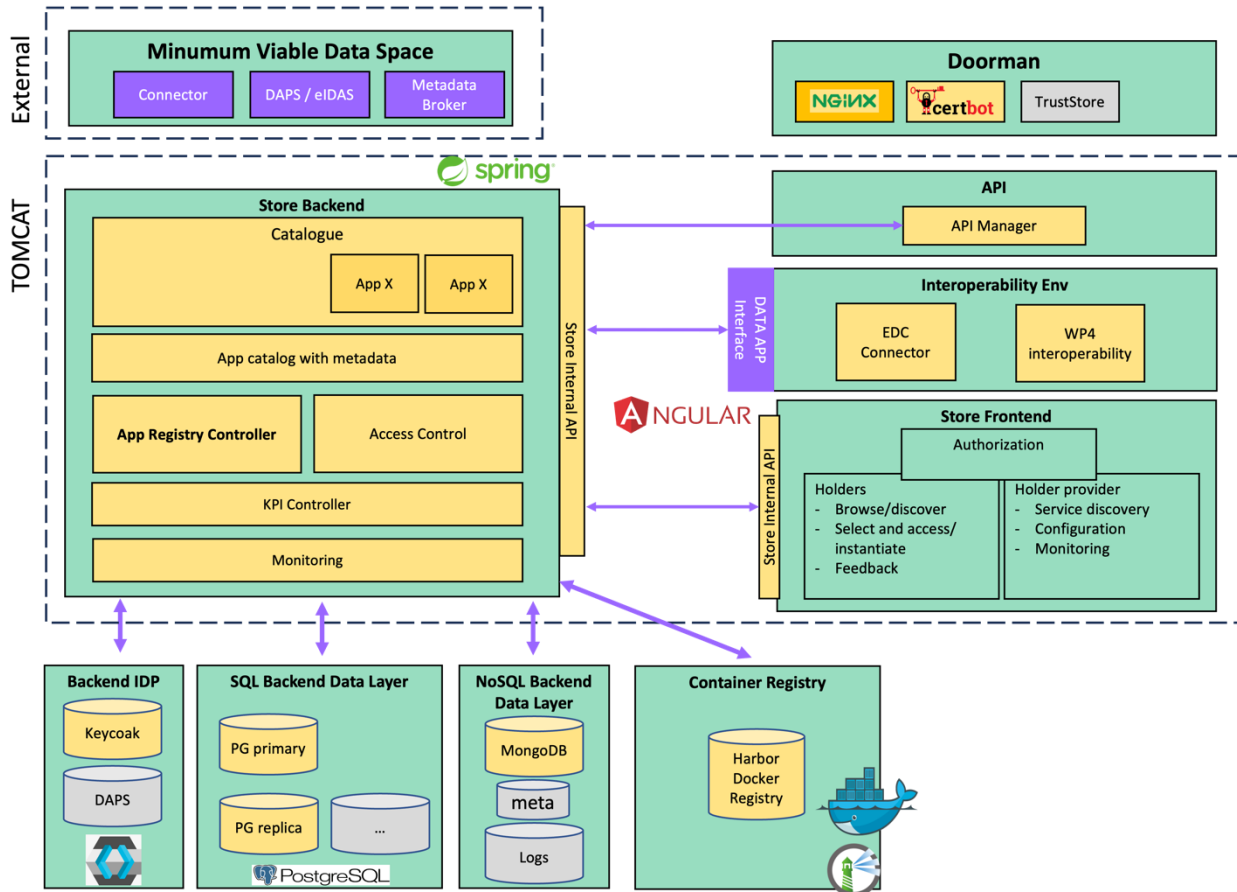 External
Minumum Viable Data Space
Connector
DAPS / eIDAS
Metadata
Broker
Doorman
NGINX
certbot
TrustStore
TOMCAT
spring
Store Backend
Catalogue
App X
App X
App catalog with metadata
App Registry Controller
Access Control
KPI Controller
Monitoring
Store Internal API
API
API Manager
DATA APP
Interface
Interoperability Env
EDC
Connector
WP4
interoperability
ANGULAR
Store Internal API
Store Frontend
Authorization
Holders
- Browse/discover
- Select and access/
instantiate
- Feedback
Holder provider
- Service discovery
- Configuration
- Monitoring
Backend IDP
Keycoak
DAPS
SQL Backend Data Layer
PG primary
PG replica
...
PostgreSQL
NoSQL Backend
Data Layer
MongoDB
meta
Logs
Container Registry
Harbor
Docker
Registry